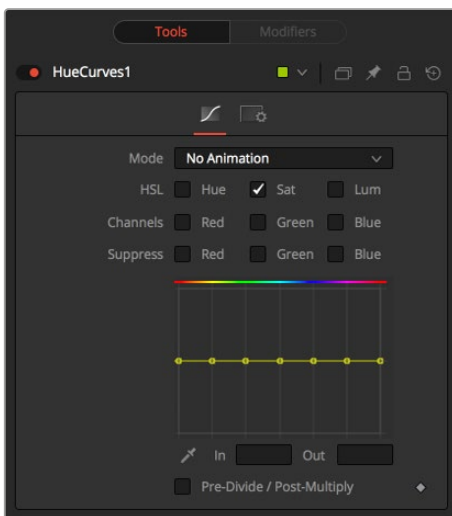 Tools Modifiers
HueCurves1
Mode No Animation
HSL Hue Sat Lum
Channels Red Green Blue
Suppress Red Green Blue
In Out
Pre-Divide / Post-Multiply